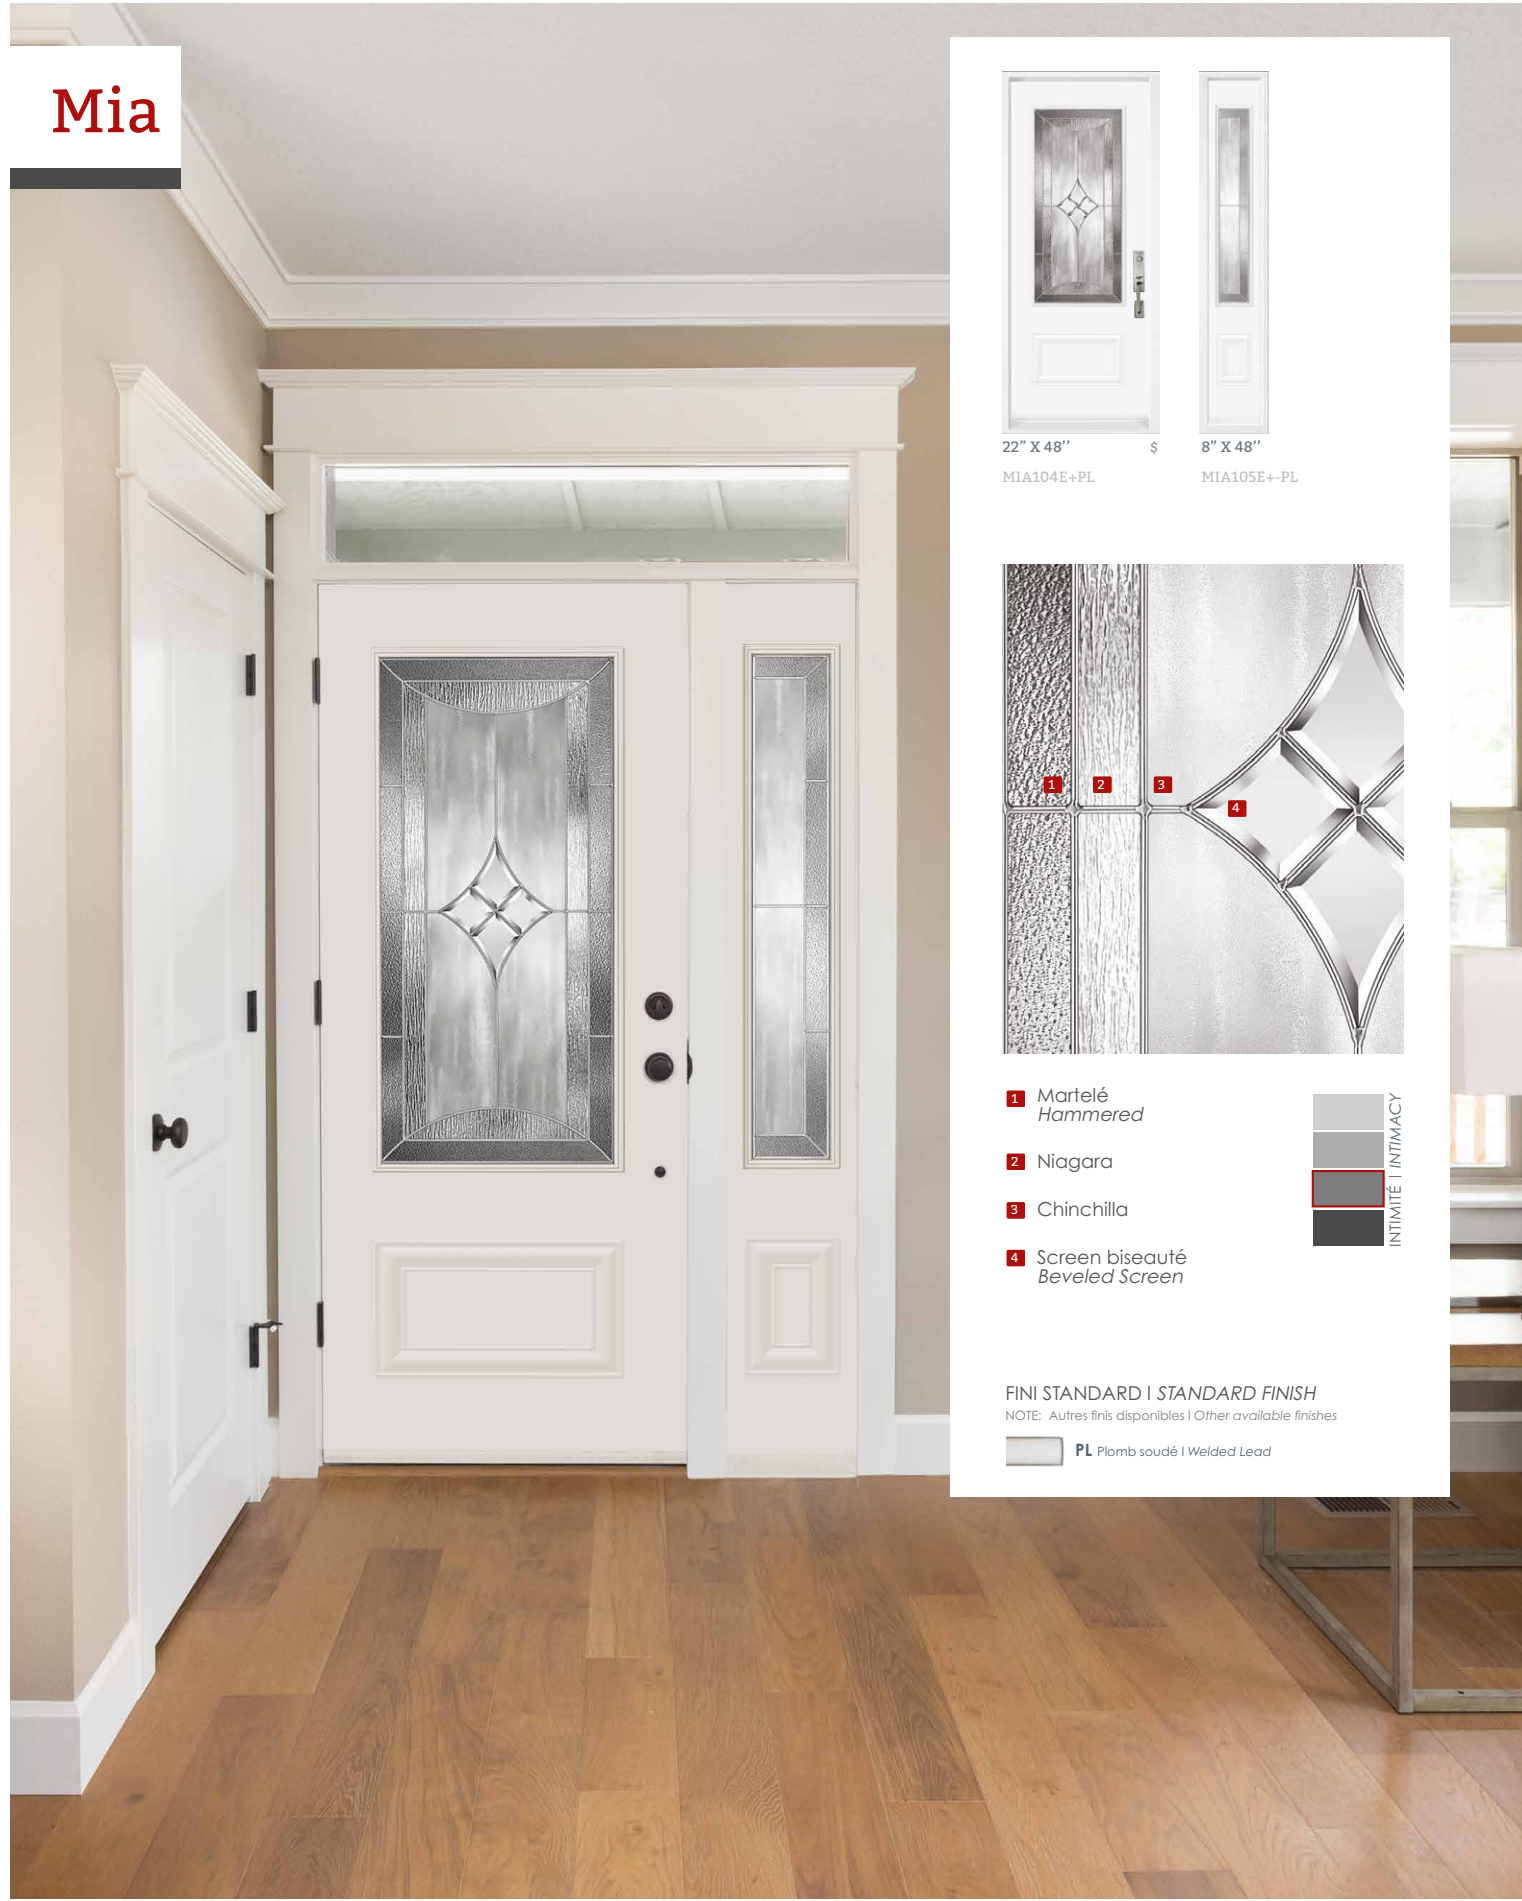 Mia
22” X 48’’ $
MIA104E+PL
8” X 48’’
MIA105E+-PL
1
2
3
4
1 Martelé
Hammered
2 Niagara
3 Chinchilla
4 Screen biseauté
Beveled Screen
INTIMITÉ | INTIMACY
FINI STANDARD | STANDARD FINISH
NOTE: Autres finis disponibles | Other available finishes
PL Plomb soudé | Welded Lead